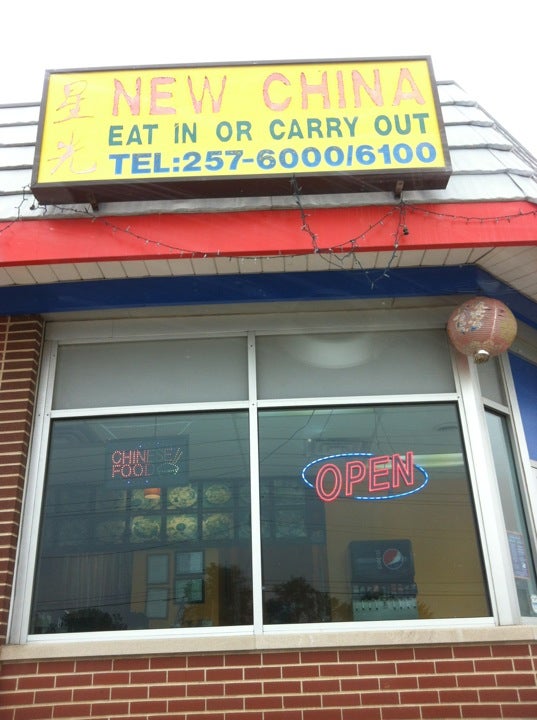 星光
NEW CHINA
EAT IN OR CARRY OUT
TEL:257-6000/6100
CHINESE
FOOD
OPEN